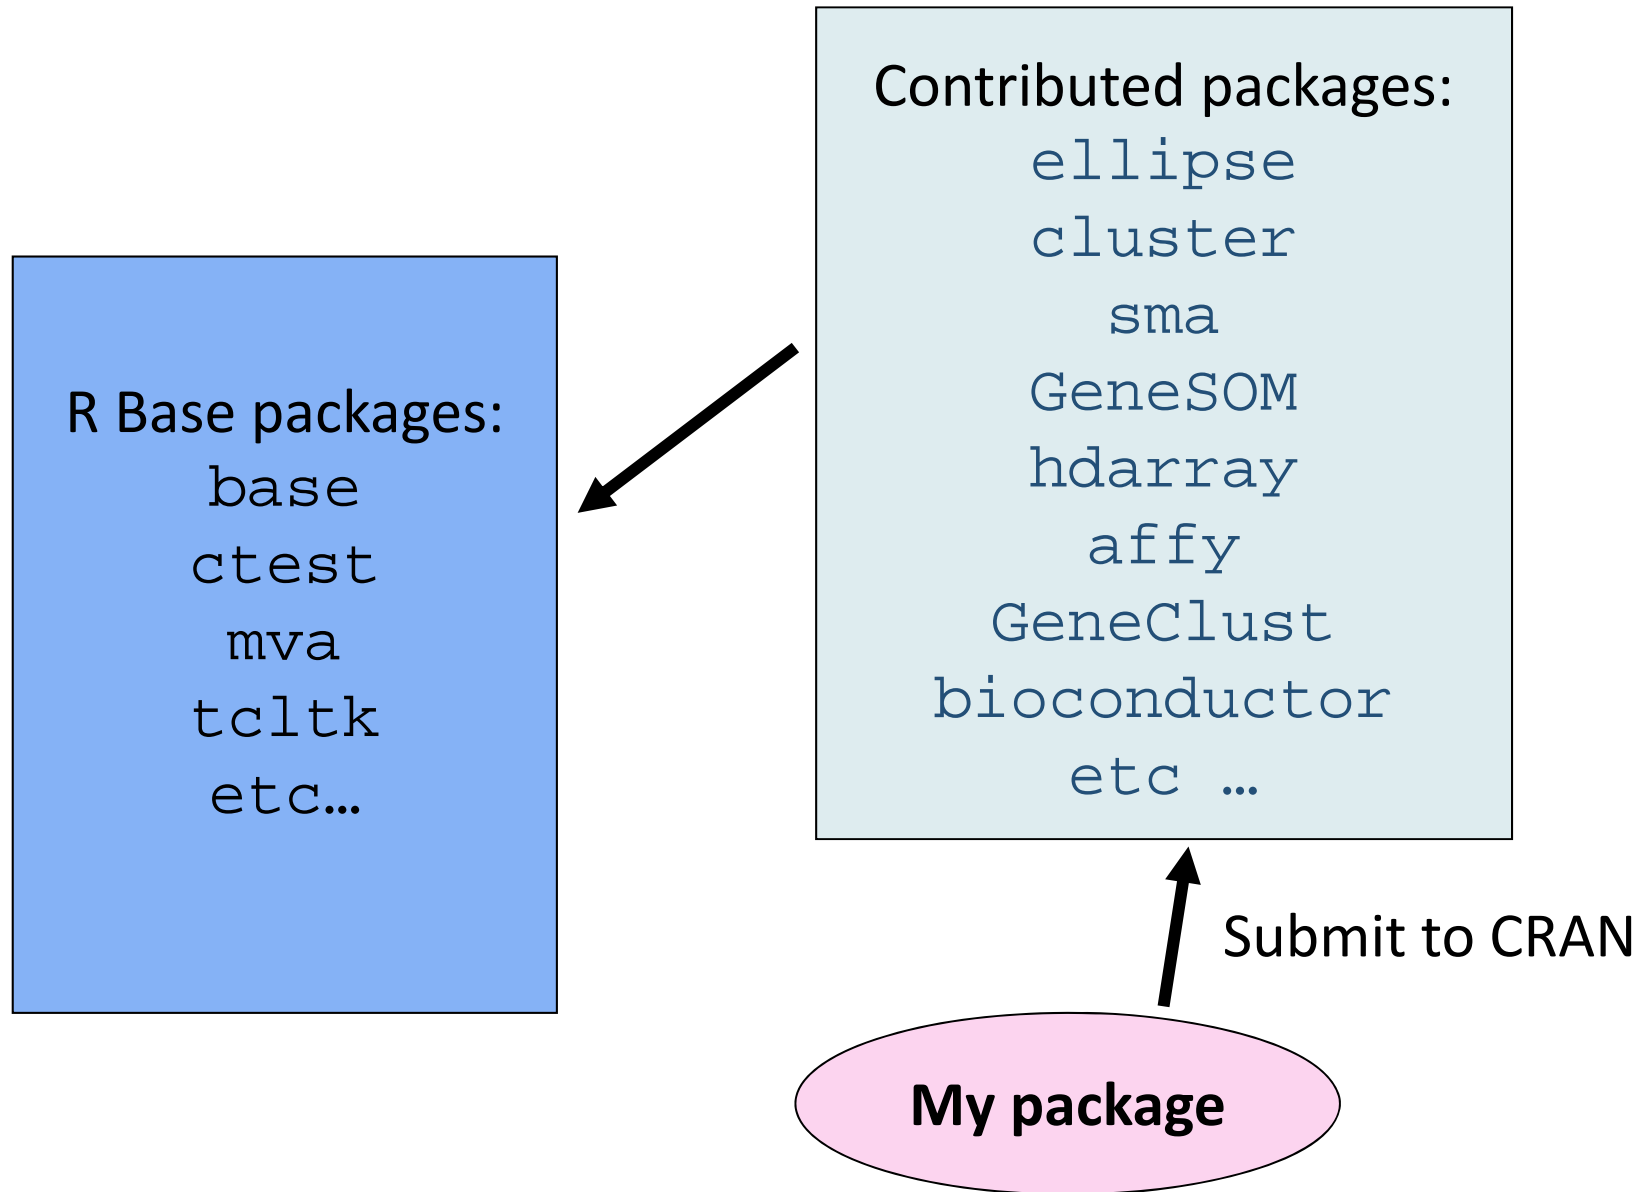 Contributed packages:
ellipse
cluster
sma
GeneSOM
hdarray
affy
GeneClust
bioconductor
etc …
R Base packages:
base
ctest
mva
tcltk
etc…
Submit to CRAN
My package